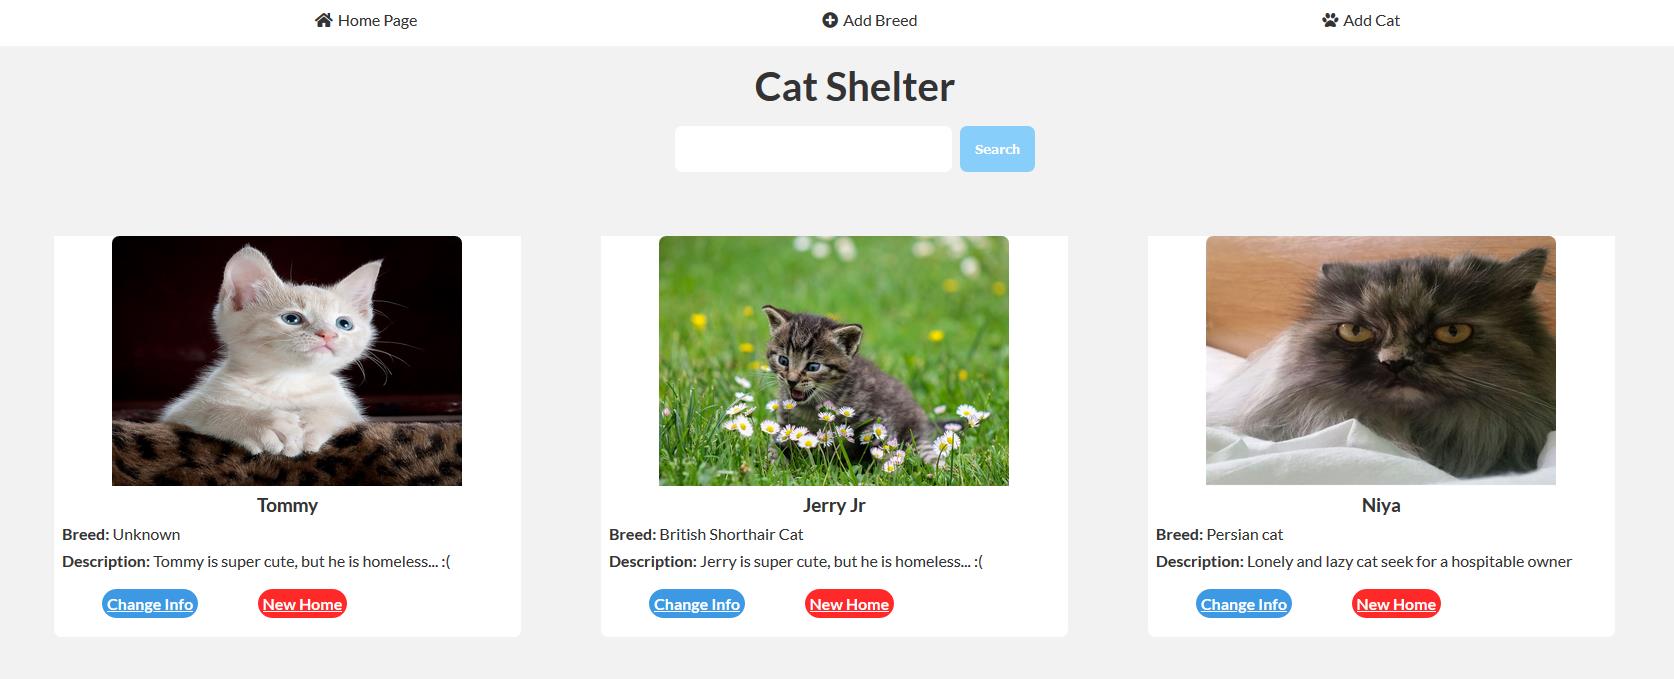 Home Page
Add Breed
Add Cat
Cat Shelter
Search
Tommy
Breed: Unknown
Description: Tommy is super cute, but he is homeless... :(
Change Info
New Home
Jerry Jr
Breed: British Shorthair Cat
Description: Jerry is super cute, but he is homeless... :(
Change Info
New Home
Niya
Breed: Persian cat
Description: Lonely and lazy cat seek for a hospitable owner
Change Info
New Home